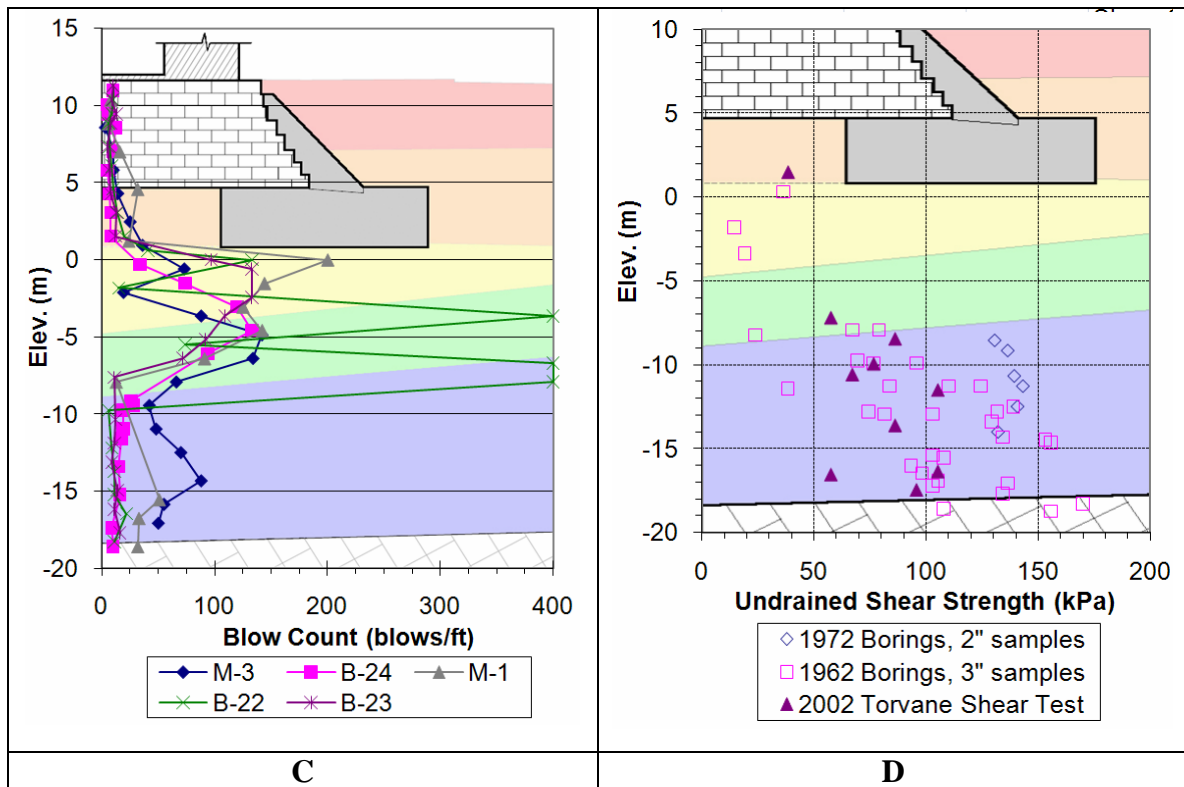 15
10
5
0
-5
-10
-15
-20
Elev. (m)
0 100 200 300 400
Blow Count (blows/ft)
M-3 B-24 M-1
B-22 B-23
C
10
5
0
-5
-10
-15
-20
Elev. (m)
0 50 100 150 200
Undrained Shear Strength (kPa)
1972 Borings, 2" samples
1962 Borings, 3" samples
2002 Torvane Shear Test
D